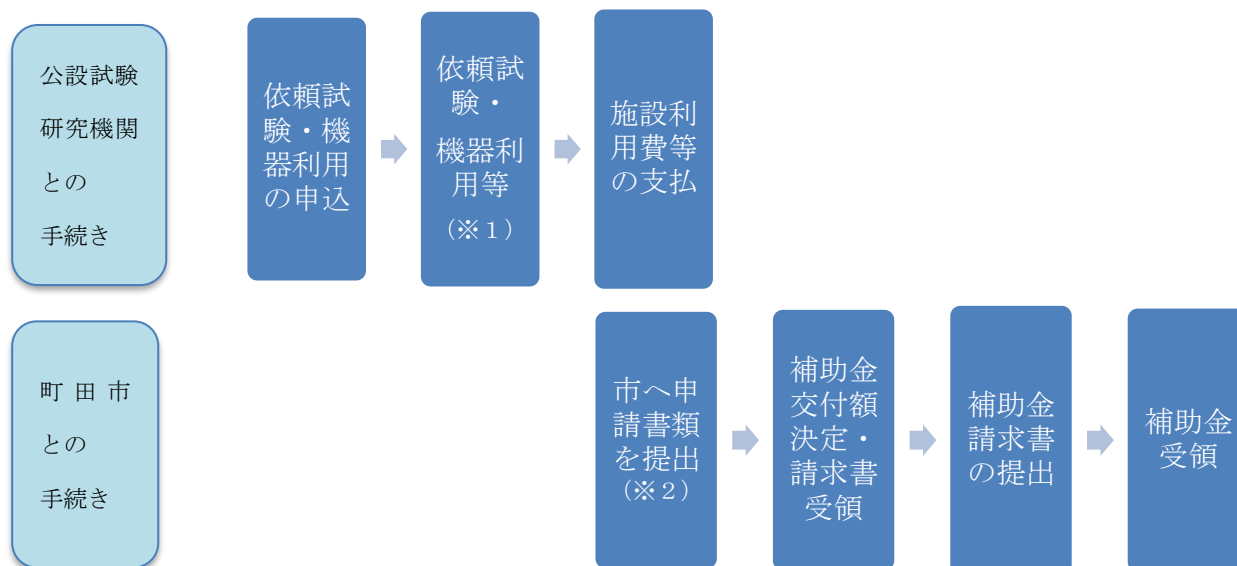 公設試験
研究機関
との
手続き
依頼試
験・機
器利用
の申込
依頼試
験・
機器利
用等
（※１）
施設利
用費等
の支払
町 田 市
との
手続き
市へ申
請書類
を提出
（※２）
補助金
交付額
決定・
請求書
受領
補助金
請求書
の提出
補助金
受領